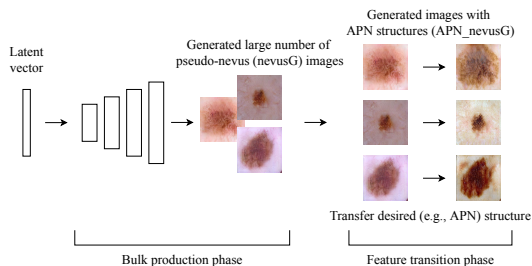 Latent
vector
Generated large number of
pseudo-nevus (nevusG) images
Generated images with
APN structures (APN_nevusG)
Transfer desired (e.g., APN) structure
Bulk production phase
Feature transition phase